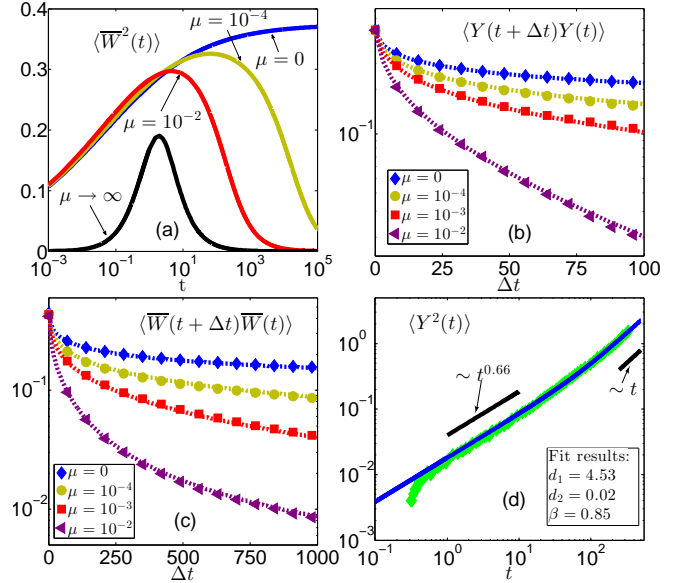 ⟨W̅²(t)⟩
μ = 10⁻⁴
μ = 0
μ = 10⁻²
μ → ∞
(a)
0.4
0.3
0.2
0.1
0
10⁻³ 10⁻¹ 10¹ 10³ 10⁵
t
⟨Y(t + Δt)Y(t)⟩
10⁻¹
μ = 0
μ = 10⁻⁴
μ = 10⁻³
μ = 10⁻²
(b)
0 25 50 75 100
Δt
⟨W̅(t + Δt)W̅(t)⟩
10⁻¹
10⁻²
μ = 0
μ = 10⁻⁴
μ = 10⁻³
μ = 10⁻²
(c)
0 250 500 750 1000
Δt
⟨Y²(t)⟩
10⁰
10⁻¹
10⁻²
10⁻³
∼ t⁰·⁶⁶
∼ t
Fit results:
d₁ = 4.53
d₂ = 0.02
β = 0.85
(d)
10⁻¹ 10⁰ 10¹ 10²
t